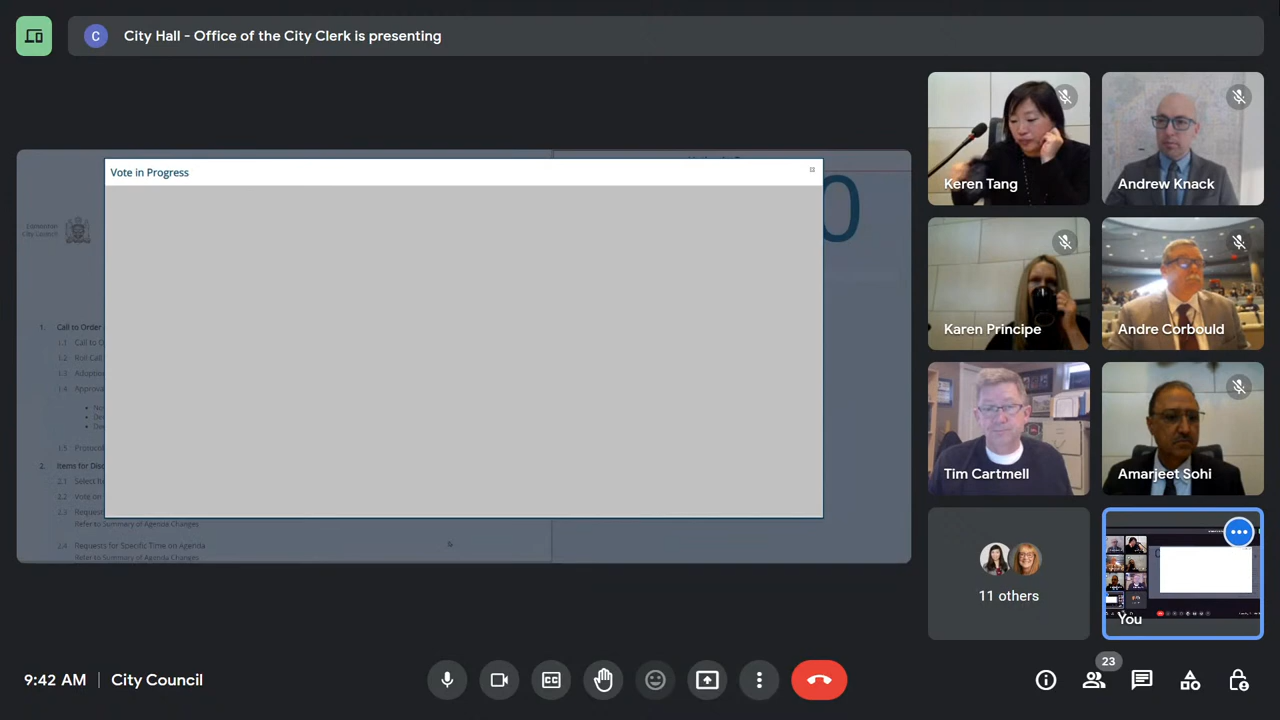 C
City Hall - Office of the City Clerk is presenting
Vote in Progress
0
City Council
1. Call to Order
1.1 Call to O
1.2 Roll Call
1.3 Adoption
1.4 Approva
1.5 Protoco
2. Items for Disc
2.1 Select It
2.2 Vote on
2.3 Request
Refer to Summary of Agenda Changes
2.4 Requests for Specific Time on Agenda
Refer to Summary of Agenda Changes
Keren Tang
Andrew Knack
Karen Principe
Andre Corbould
Tim Cartmell
Amarjeet Sohi
11 others
You
9:42 AM | City Council
CC
23